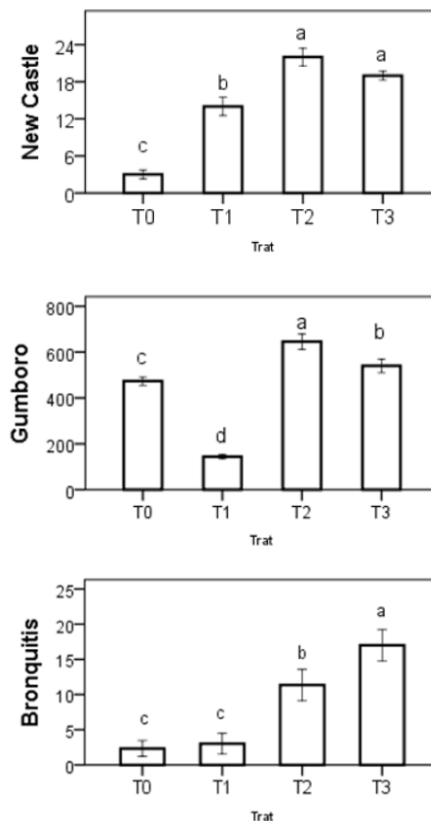 New Castle
24
18
12
6
0
c
b
a
a
T0 T1 T2 T3
Trat
Gumboro
800
600
400
200
0
c
d
a
b
T0 T1 T2 T3
Trat
Bronquitis
25
20
15
10
5
0
c
c
b
a
T0 T1 T2 T3
Trat